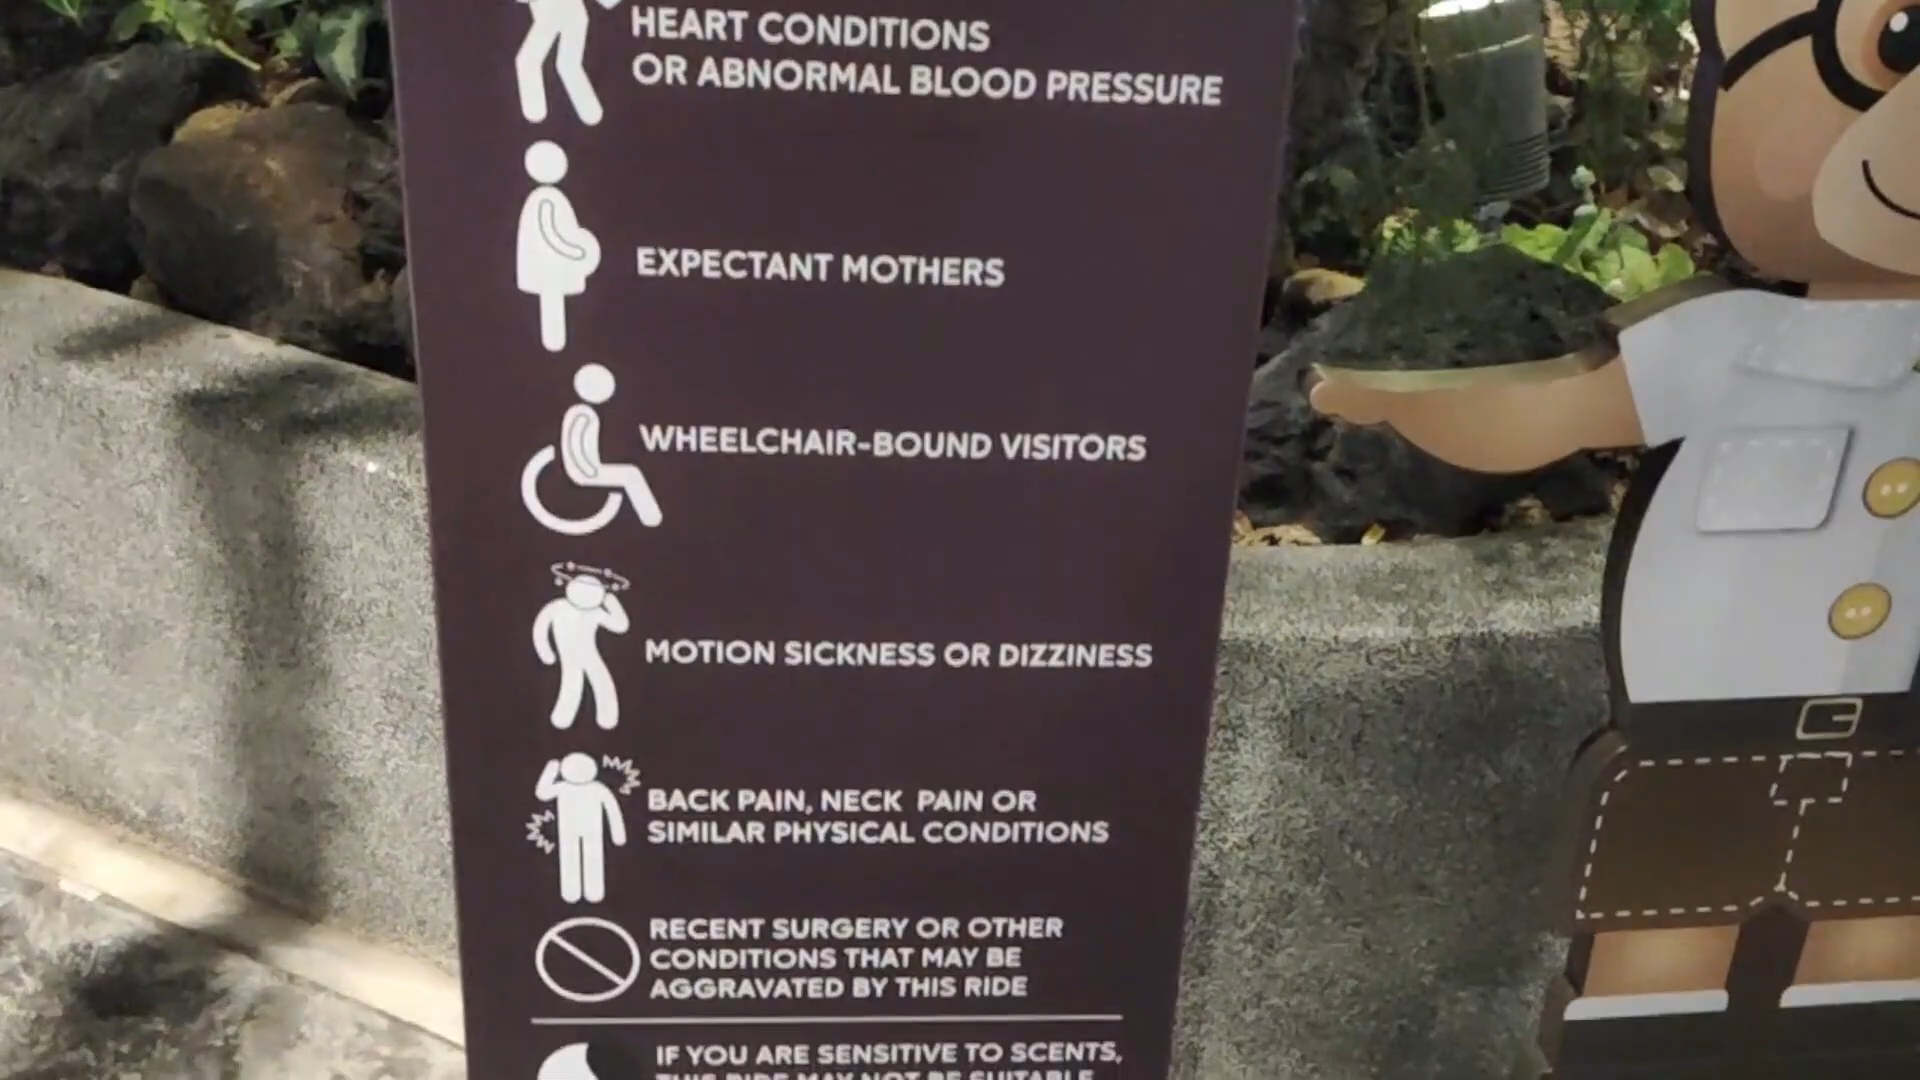 HEART CONDITIONS
OR ABNORMAL BLOOD PRESSURE
EXPECTANT MOTHERS
WHEELCHAIR-BOUND VISITORS
MOTION SICKNESS OR DIZZINESS
BACK PAIN, NECK PAIN OR
SIMILAR PHYSICAL CONDITIONS
RECENT SURGERY OR OTHER
CONDITIONS THAT MAY BE
AGGRAVATED BY THIS RIDE
IF YOU ARE SENSITIVE TO SCENTS,
THIS RIDE MAY NOT BE SUITABLE